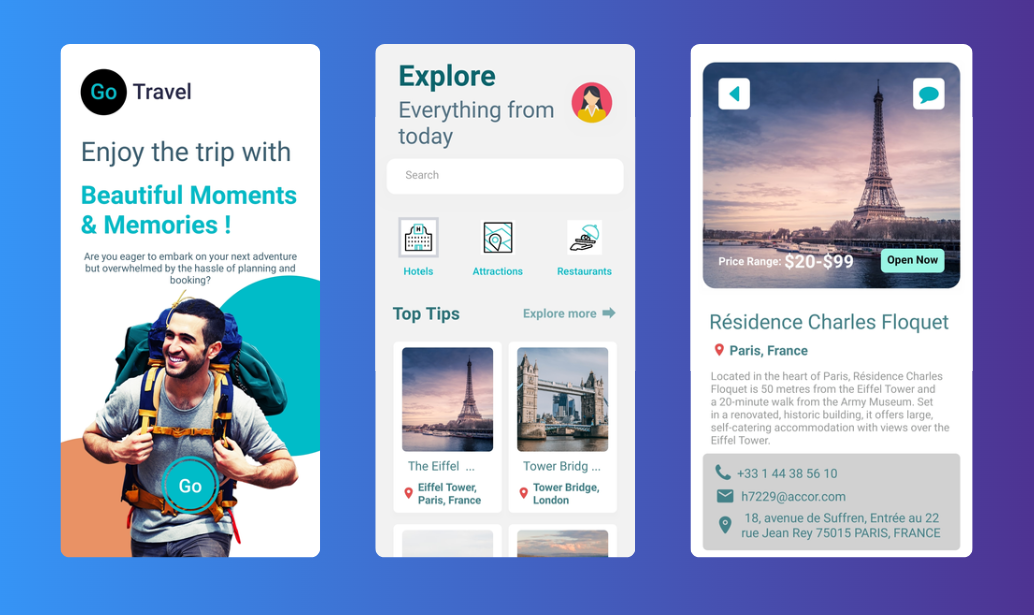 Go Travel
Enjoy the trip with
Beautiful Moments
& Memories !
Are you eager to embark on your next adventure
but overwhelmed by the hassle of planning and
booking?
Go
Explore
Everything from
today
Search
H
Hotels
Attractions
Restaurants
Top Tips
Explore more
The Eiffel ...
Eiffel Tower,
Paris, France
Tower Bridg ...
Tower Bridge,
London
Price Range: $20-$99
Open Now
Résidence Charles Floquet
Paris, France
Located in the heart of Paris, Résidence Charles
Floquet is 50 metres from the Eiffel Tower and
a 20-minute walk from the Army Museum. Set
in a renovated, historic building, it offers large,
self-catering accommodation with views over the
Eiffel Tower.
+33 1 44 38 56 10
h7229@accor.com
18, avenue de Suffren, Entrée au 22
rue Jean Rey 75015 PARIS, FRANCE